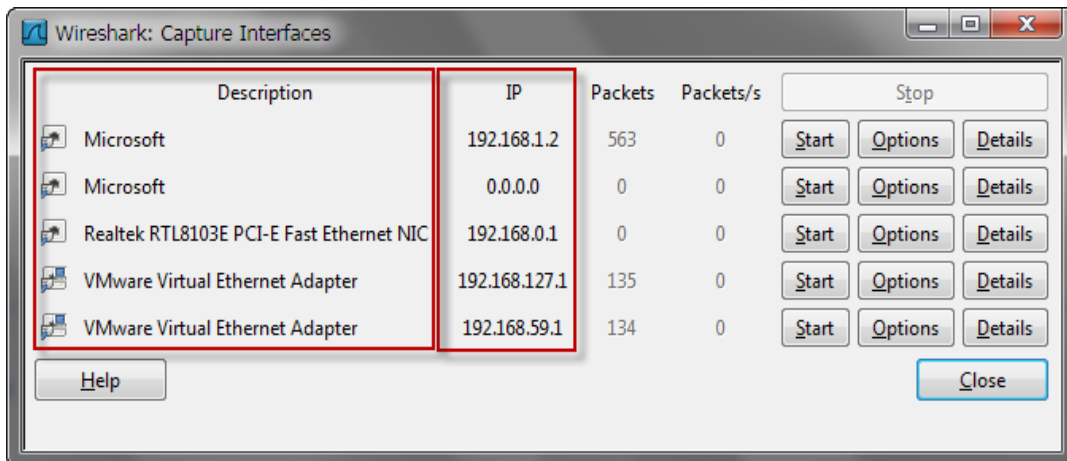 Wireshark: Capture Interfaces
Description IP Packets Packets/s Stop
Microsoft 192.168.1.2 563 0 Start Options Details
Microsoft 0.0.0.0 0 0 Start Options Details
Realtek RTL8103E PCI-E Fast Ethernet NIC 192.168.0.1 0 0 Start Options Details
VMware Virtual Ethernet Adapter 192.168.127.1 135 0 Start Options Details
VMware Virtual Ethernet Adapter 192.168.59.1 134 0 Start Options Details
Help Close